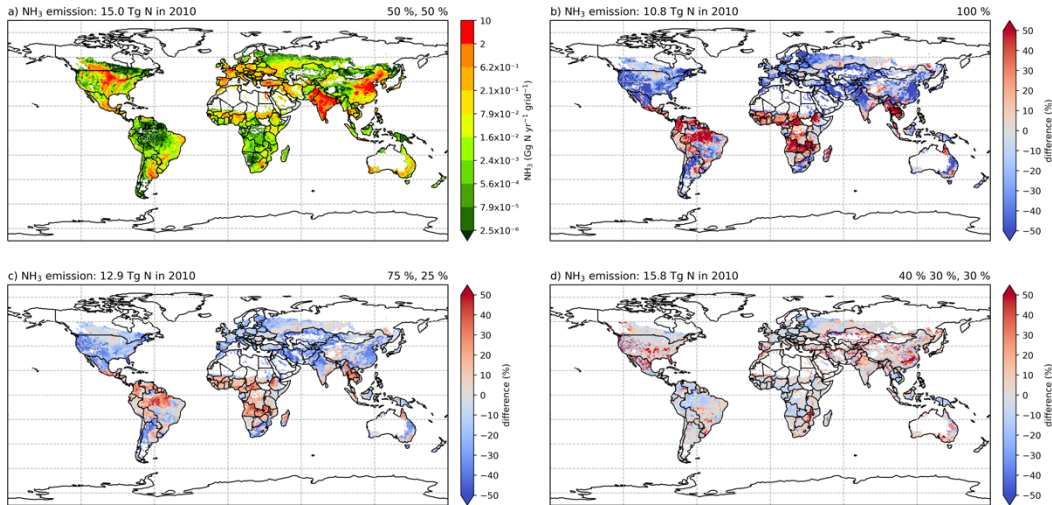 a) NH₃ emission: 15.0 Tg N in 2010 50 %, 50 %
10
2
6.2x10⁻¹
2.1x10⁻¹
7.9x10⁻²
1.6x10⁻²
2.4x10⁻³
5.6x10⁻⁴
7.9x10⁻⁵
2.5x10⁻⁶
NH₃ (Gg N yr⁻¹ grid⁻¹)
b) NH₃ emission: 10.8 Tg N in 2010 100 %
50
40
30
20
10
0
−10
−20
−30
−40
−50
difference (%)
c) NH₃ emission: 12.9 Tg N in 2010 75 %, 25 %
50
40
30
20
10
0
−10
−20
−30
−40
−50
difference (%)
d) NH₃ emission: 15.8 Tg N in 2010 40 % 30 %, 30 %
50
40
30
20
10
0
−10
−20
−30
−40
−50
difference (%)